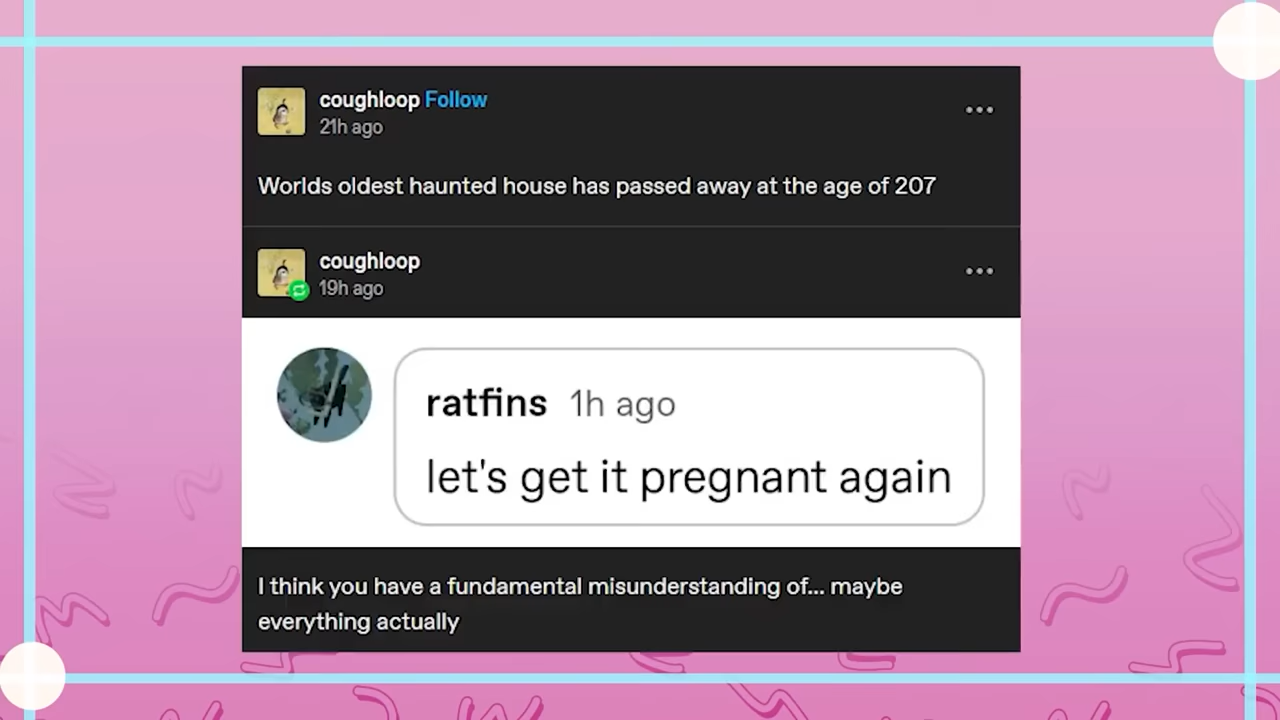 coughloop Follow
21h ago
Worlds oldest haunted house has passed away at the age of 207
coughloop
19h ago
ratfins 1h ago
let's get it pregnant again
I think you have a fundamental misunderstanding of... maybe
everything actually